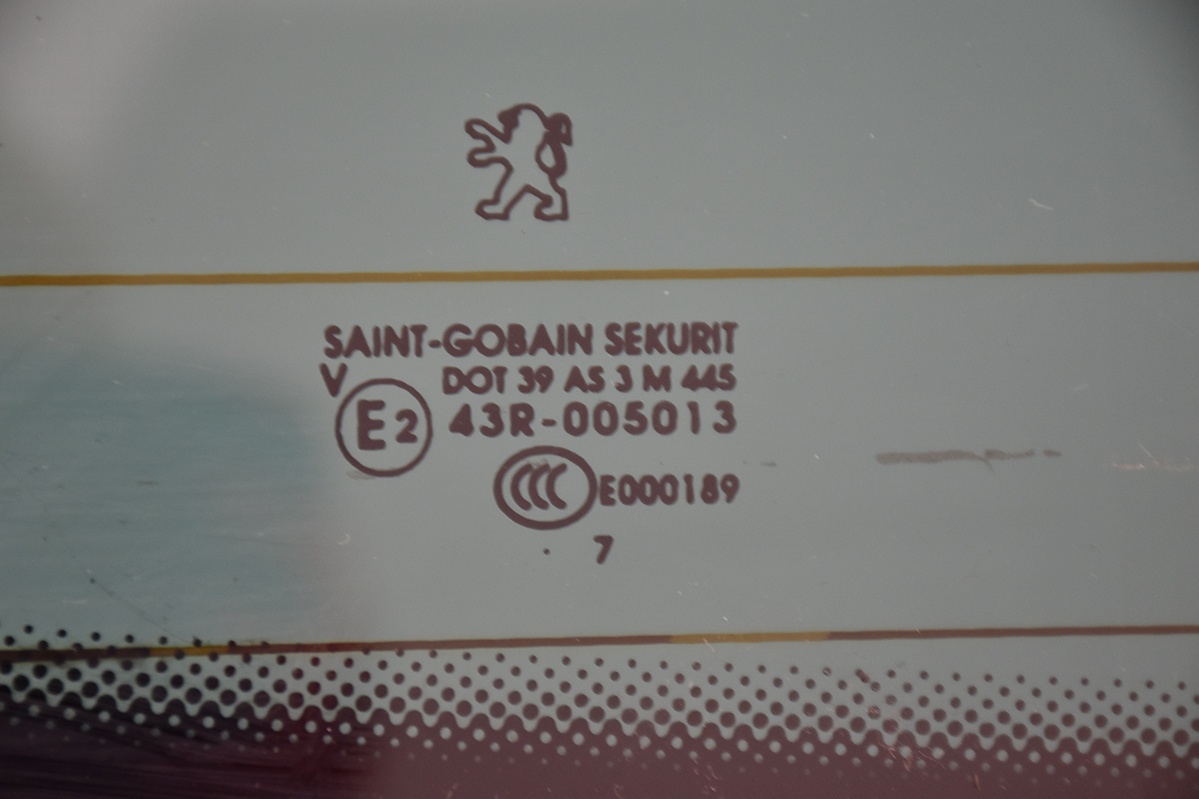 SAINT-GOBAIN SEKURIT
V DOT 39 AS 3 M 445
E2 43R-005013
CCC E000189
. 7